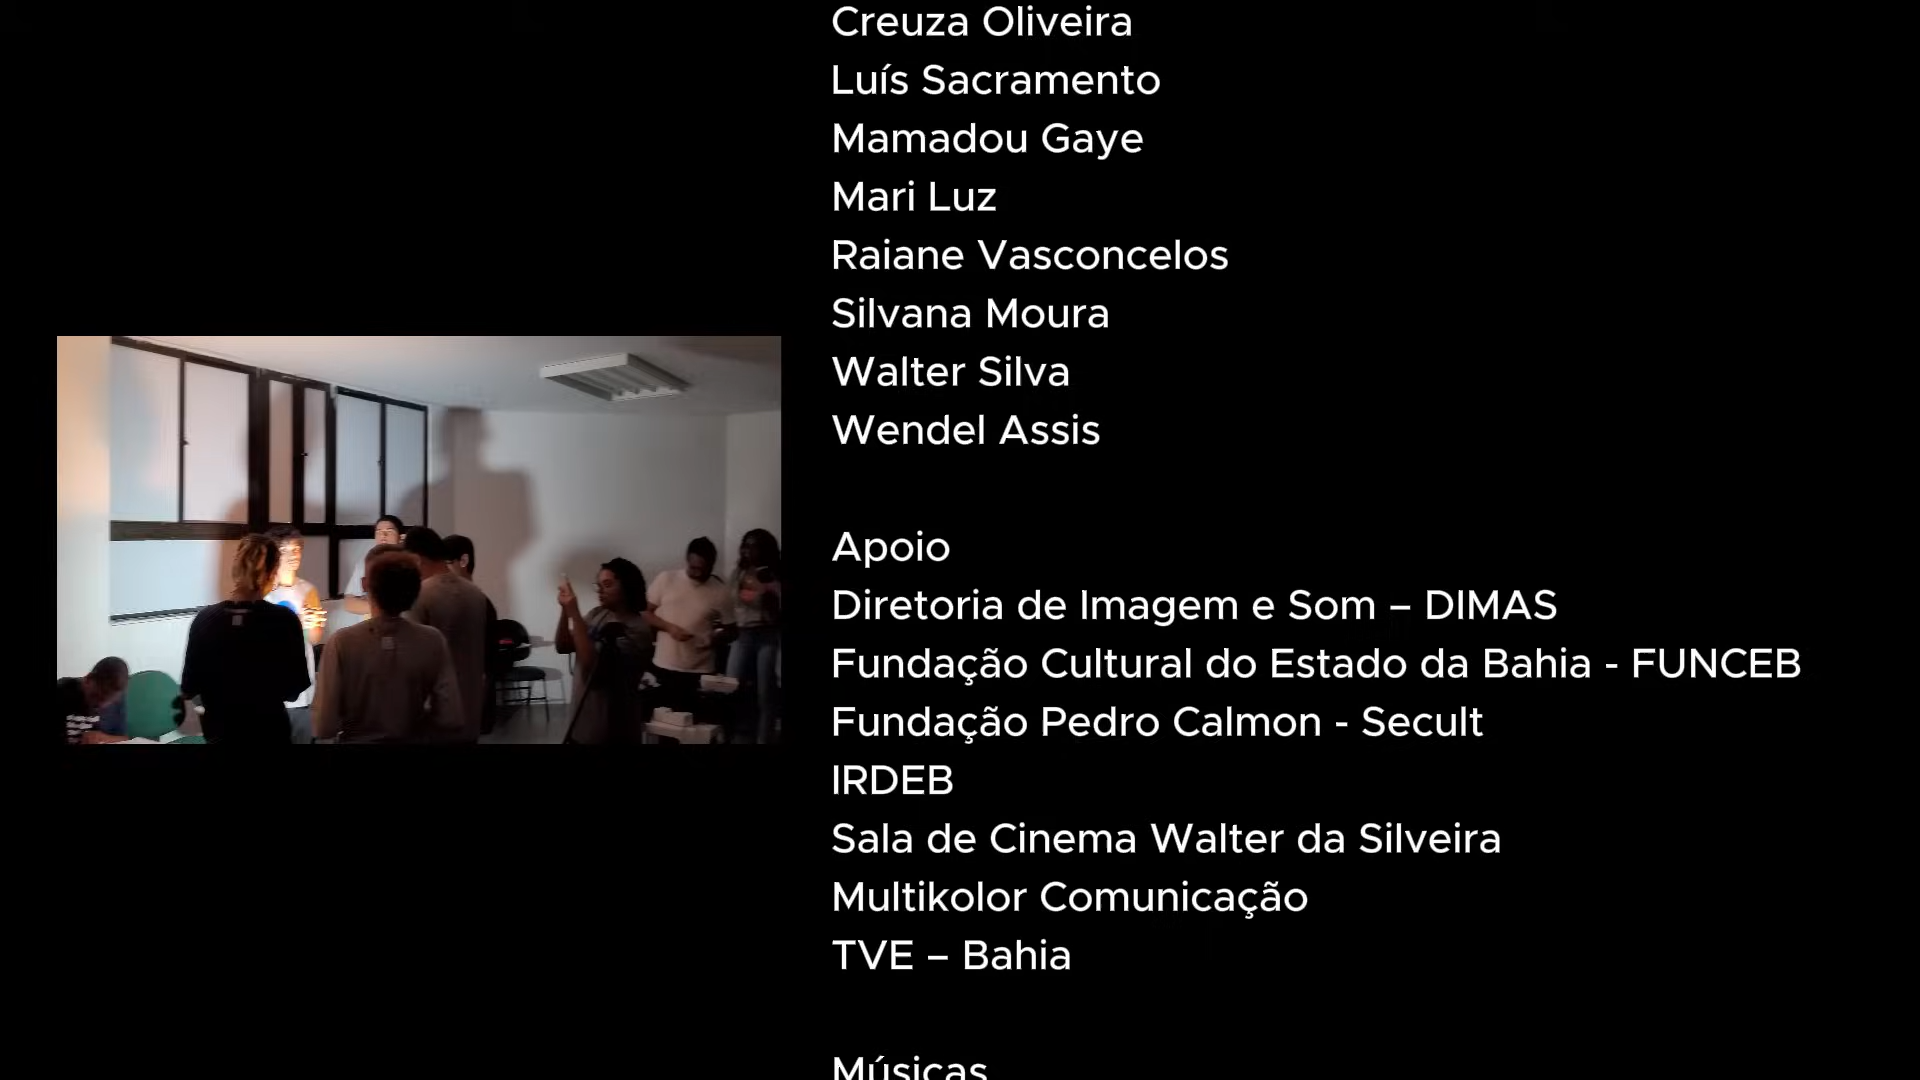 Creuza Oliveira
Luís Sacramento
Mamadou Gaye
Mari Luz
Raiane Vasconcelos
Silvana Moura
Walter Silva
Wendel Assis
Apoio
Diretoria de Imagem e Som – DIMAS
Fundação Cultural do Estado da Bahia - FUNCEB
Fundação Pedro Calmon - Secult
IRDEB
Sala de Cinema Walter da Silveira
Multikolor Comunicação
TVE – Bahia
Músicas